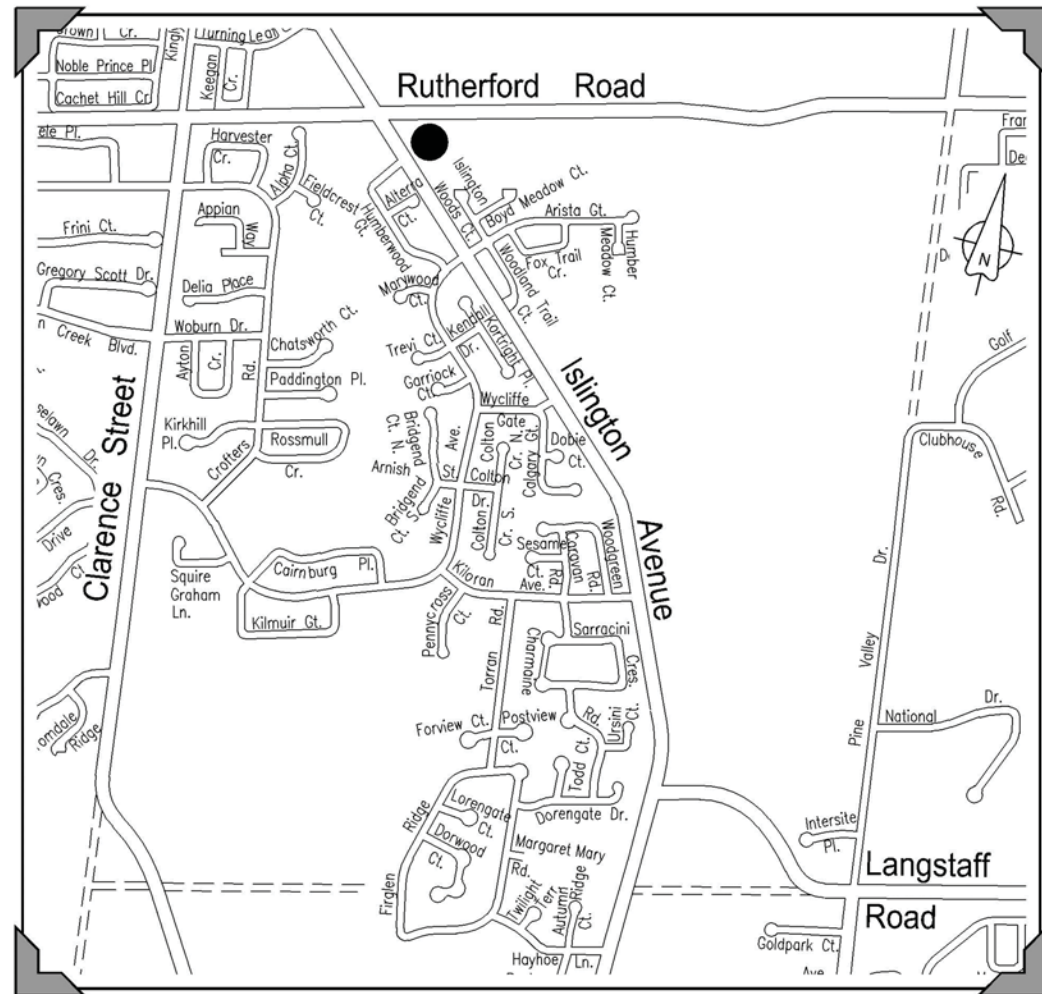 Cr.
Turning Leaf
Noble Prince Pl
Keegan
Cr.
Cachet Hill Cr
Rutherford Road
Harvester
Cr.
Alpha Ct.
Fieldcrest
Ct.
Appian
Way
Frini Ct.
Gregory Scott Dr.
Delia Place
Woburn Dr.
Creek Blvd.
Ayton
Cr.
Rd.
Chatsworth Ct.
Paddington Pl.
Kirkhill
Pl.
Rossmull
Cr.
Crofters
Clarence Street
Dr.
Cres.
Drive
Ct
Squire
Graham
Ln.
Cairnburg Pl.
Kilmuir Gt.
Ridge
Alterra
Ct.
Humberwood
Gt.
Marywood
Ct.
Islington
Woods Ct.
Boyd Meadow Ct.
Arista Gt.
Humber
Meadow Ct.
Fox Trail
Cr.
Woodland Trail
Ct.
Kendall
Dr.
Kartright Pl.
Trevi Ct.
Garriock
Ct.
Wycliffe
Gate
Ave.
Bridgend
Ct. N.
Arnish
St.
Bridgend
Ct. S.
Colton
Cr. N.
Calgary Gt.
Dobie
Ct.
Colton
Dr.
Colton
Cr. S.
Wycliffe
Islington
Avenue
Sesame
Ct.
Caravan
Rd.
Woodgreen
Rd.
Kiloran
Ave.
Pennycross
Ct.
Torran
Rd.
Sarracini
Cres.
Charmaine
Rd.
Ursini
Ct.
Forview Ct.
Postview
Ct.
Todd Ct.
Dorengate Dr.
Lorengate
Ct.
Dorwood
Ct.
Firglen
Ridge
Margaret Mary
Rd.
Twilight
Terr.
Autumn
Ridge
Ct.
Hayhoe
Ln.
N
Golf
Clubhouse
Rd.
Pine Valley Dr.
National
Dr.
Intersite
Pl.
Langstaff
Road
Goldpark Ct.
Ave